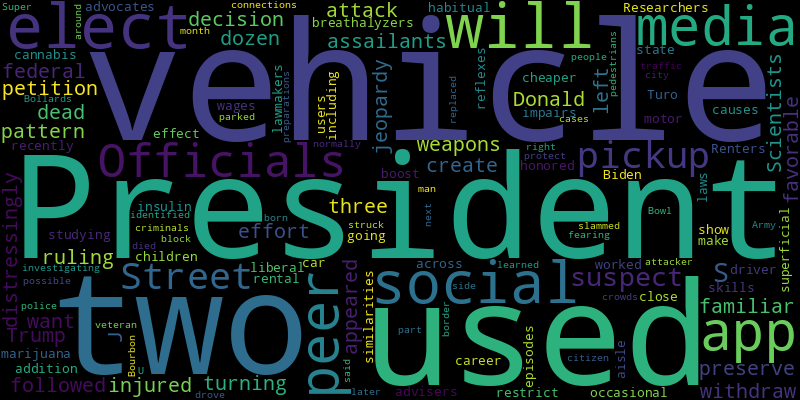 Super around advocates connections month
elect decision dozen attack breathalyzers assailants habitual will Researchers media
cannabis federal petition dead pattern recently
vehicle
wages parked effect normally
lawmakers preparations users including jeopardy
replaced reflexes cheaper Donald impairs cases
pedestrians left state Turo motor people traffic city causes laws
Scientists favorable Renters
Bollards
Officials
weapons create boost honored right protect pickup Biden
President
distressingly studying insulin identified criminals block died children born effort
three struck going man next slammed fearing Bowl
show make Army superficial
ruling investigating possible police
Street liberal rental car
two
across learned worked attacker crowds side
social suspect S driver skills close familiar
peer appeared similarities said later
used
app
want Trump J veteran Bourbon U marijuana addition
followed injured drove turning
part border career advisers episodes restrict citizen aisle occasional
preserve withdraw